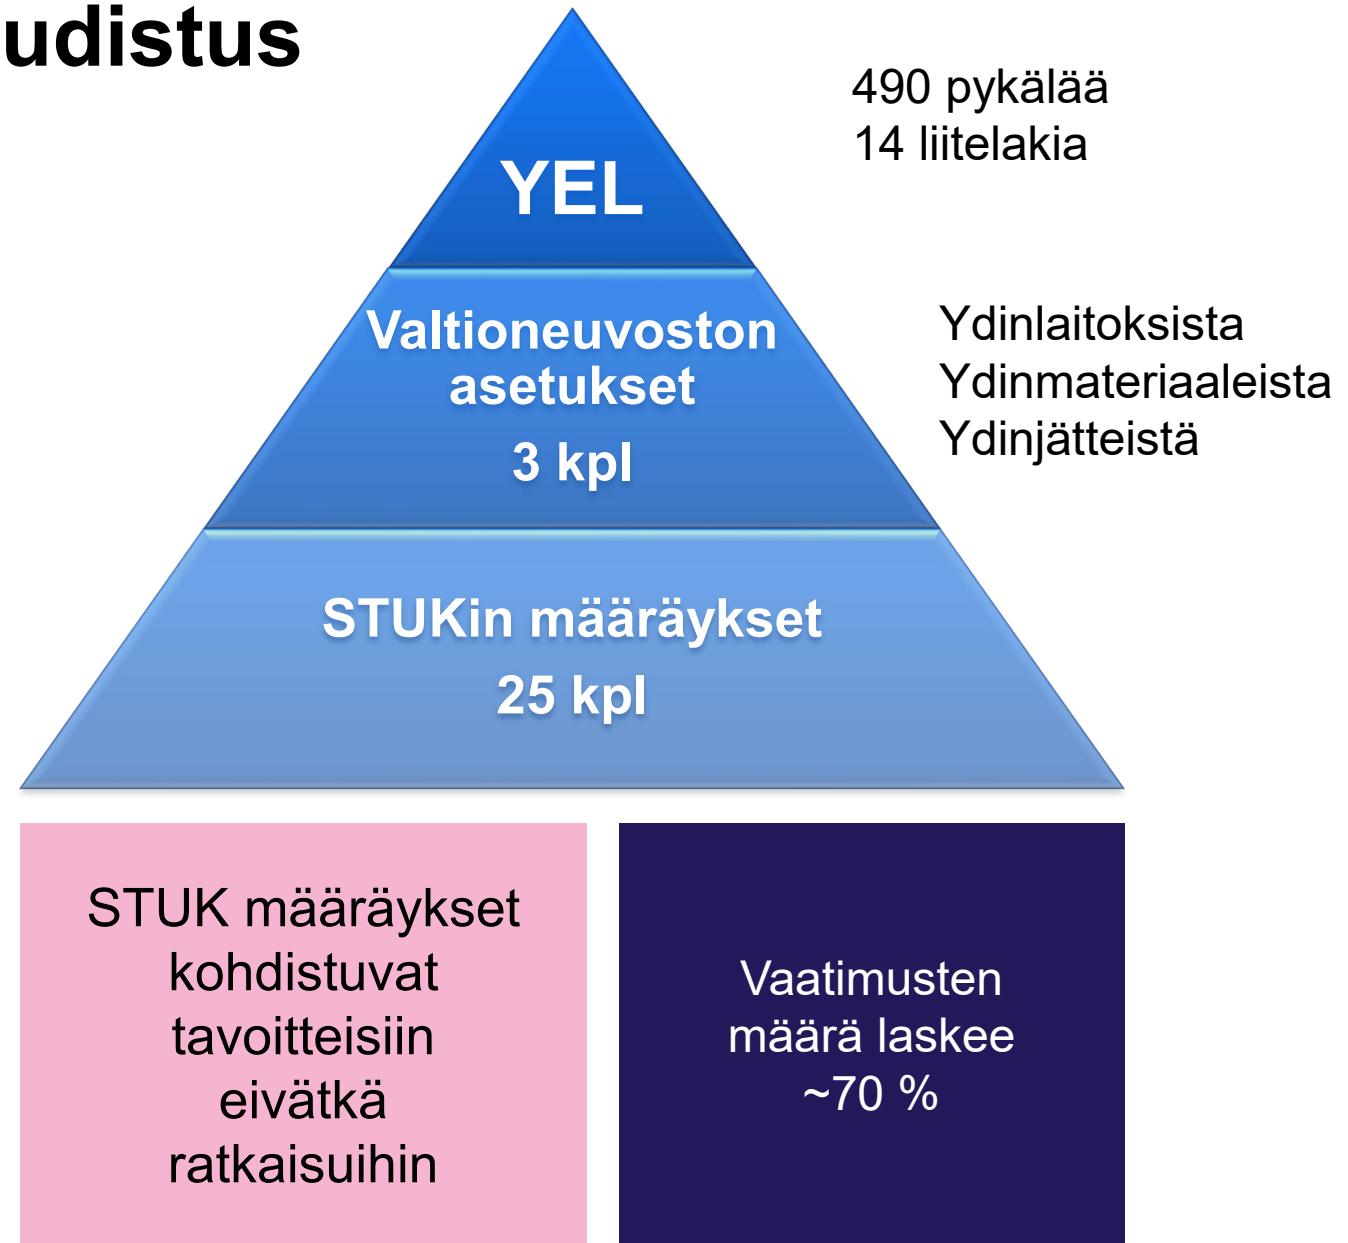 udistus
490 pykälää
14 liitelakia
YEL
Valtioneuvoston
asetukset
3 kpl
Ydinlaitoksista
Ydinmateriaaleista
Ydinjätteistä
STUKin määräykset
25 kpl
STUK määräykset
kohdistuvat
tavoitteisiin
eivätkä
ratkaisuihin
Vaatimusten
määrä laskee
~70 %